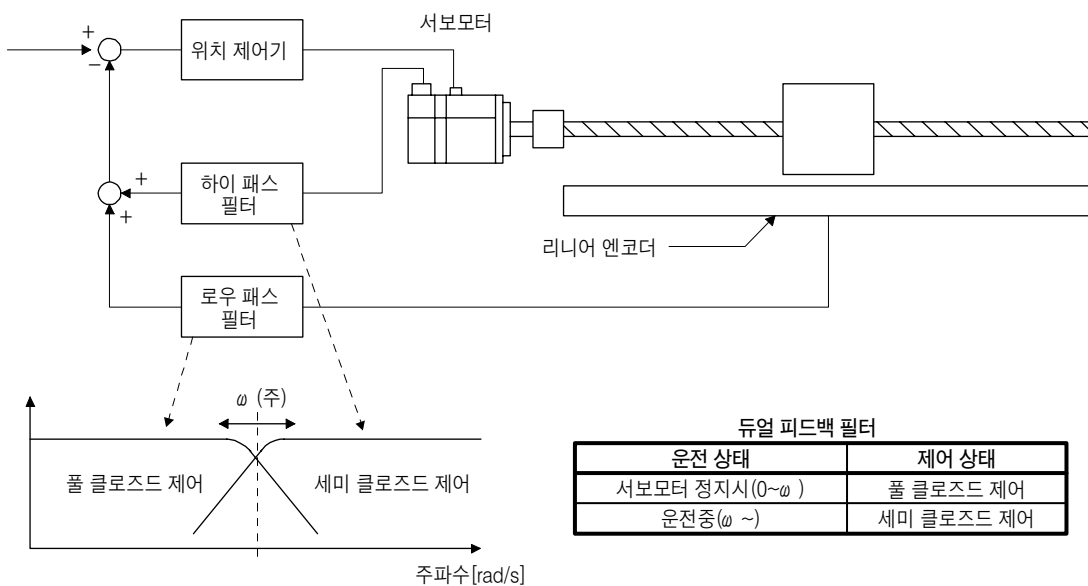 서보모터
+
−
위치 제어기
+
+
하이 패스
필터
리니어 엔코더
로우 패스
필터
ω (주)
풀 클로즈드 제어
세미 클로즈드 제어
주파수[rad/s]
듀얼 피드백 필터
운전 상태 제어 상태
서보모터 정지시(0~ω ) 풀 클로즈드 제어
운전중(ω ~) 세미 클로즈드 제어